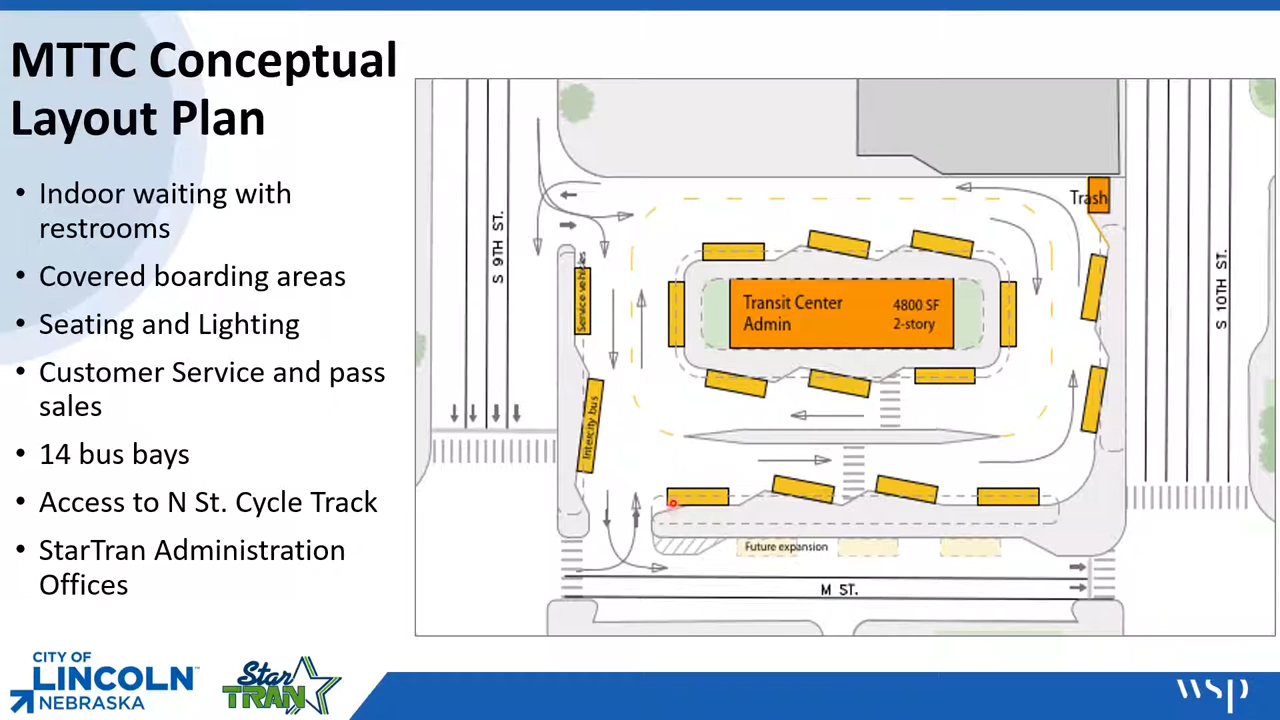 MTTC Conceptual
Layout Plan
• Indoor waiting with
restrooms
• Covered boarding areas
• Seating and Lighting
• Customer Service and pass
sales
• 14 bus bays
• Access to N St. Cycle Track
• StarTran Administration
Offices
Trash
S 9TH ST.
Service vehicles
S 10TH ST.
Transit Center
Admin
4800 SF
2-story
Intercity bus
Future expansion
M ST.
CITY OF
LINCOLN™
NEBRASKA
Star
TRAN
wsp